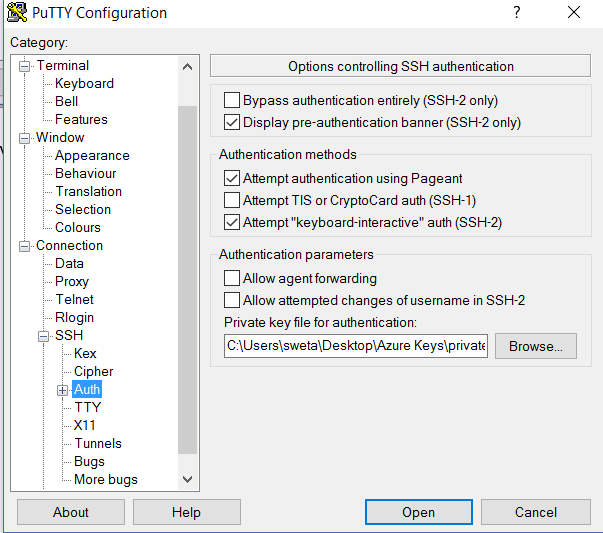 PuTTY Configuration
?
Category:
Terminal
Keyboard
Bell
Features
Window
Appearance
Behaviour
Translation
Selection
Colours
Connection
Data
Proxy
Telnet
Rlogin
SSH
Kex
Cipher
Auth
TTY
X11
Tunnels
Bugs
More bugs
Options controlling SSH authentication
Bypass authentication entirely (SSH-2 only)
Display pre-authentication banner (SSH-2 only)
Authentication methods
Attempt authentication using Pageant
Attempt TIS or CryptoCard auth (SSH-1)
Attempt "keyboard-interactive" auth (SSH-2)
Authentication parameters
Allow agent forwarding
Allow attempted changes of username in SSH-2
Private key file for authentication:
C:\Users\sweta\Desktop\Azure Keys\private
Browse...
About
Help
Open
Cancel